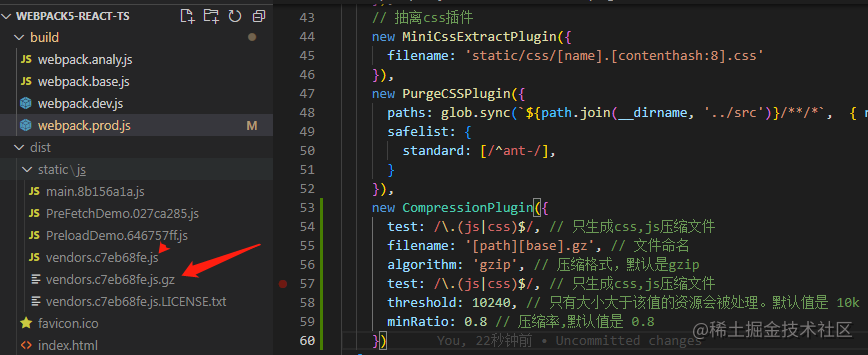 WEBPACK5-REACT-TS
build
JS webpack.analy.js
JS webpack.base.js
webpack.dev.js
webpack.prod.js M
dist
static\js
JS main.8b156a1a.js
JS PreFetchDemo.027ca285.js
JS PreloadDemo.646757ff.js
JS vendors.c7eb68fe.js
vendors.c7eb68fe.js.gz
vendors.c7eb68fe.js.LICENSE.txt
favicon.ico
index.html
43 // 抽离css插件
44 new MiniCssExtractPlugin({
45 filename: 'static/css/[name].[contenthash:8].css'
46 }),
47 new PurgeCSSPlugin({
48 paths: glob.sync(`${path.join(__dirname, '../src')}/**/*`, { n
49 safelist: {
50 standard: [/^ant-/],
51 }
52 }),
53 new CompressionPlugin({
54 test: /\.(js|css)$/, // 只生成css,js压缩文件
55 filename: '[path][base].gz', // 文件命名
56 algorithm: 'gzip', // 压缩格式，默认是gzip
57 test: /\.(js|css)$/, // 只生成css,js压缩文件
58 threshold: 10240, // 只有大小大于该值的资源会被处理。默认值是 10k
59 minRatio: 0.8 // 压缩率,默认值是 0.8
60 }) You, 22秒钟前 • Uncommitted changes
@稀土掘金技术社区